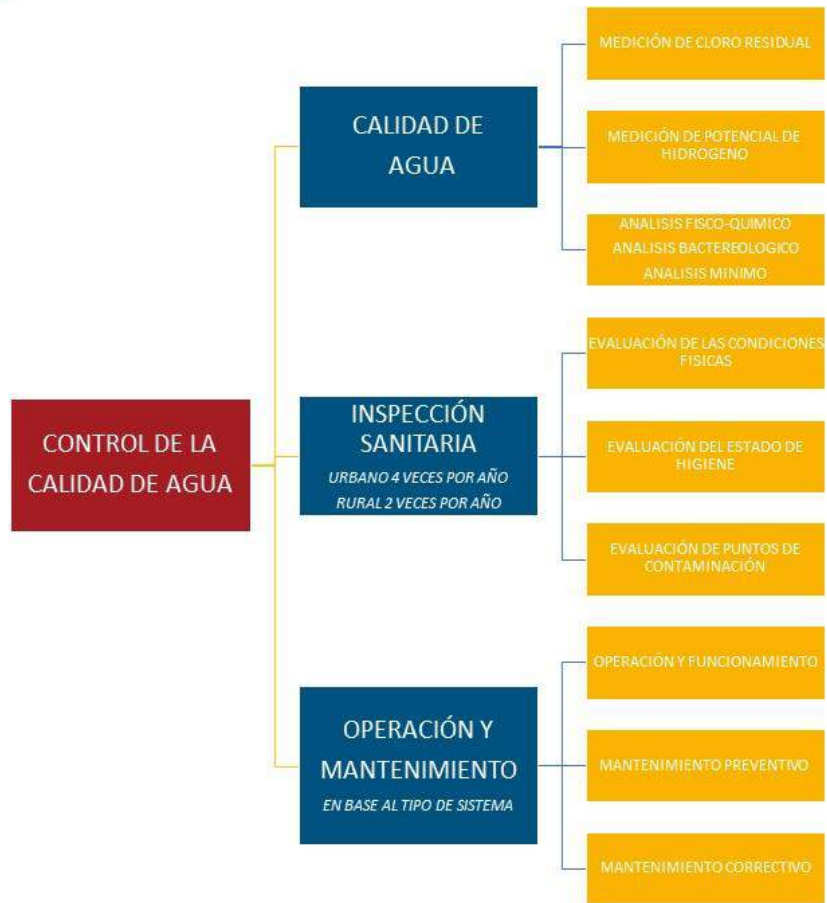 CONTROL DE LA
CALIDAD DE AGUA
CALIDAD DE
AGUA
MEDICIÓN DE CLORO RESIDUAL
MEDICIÓN DE POTENCIAL DE
HIDROGENO
ANALISIS FISCO-QUIMICO
ANALISIS BACTEREOLOGICO
ANALISIS MINIMO
INSPECCIÓN
SANITARIA
URBANO 4 VECES POR AÑO
RURAL 2 VECES POR AÑO
EVALUACIÓN DE LAS CONDICIONES
FISICAS
EVALUACIÓN DEL ESTADO DE
HIGIENE
EVALUACIÓN DE PUNTOS DE
CONTAMINACIÓN
OPERACIÓN Y
MANTENIMIENTO
EN BASE AL TIPO DE SISTEMA
OPERACIÓN Y FUNCIONAMIENTO
MANTENIMIENTO PREVENTIVO
MANTENIMIENTO CORRECTIVO